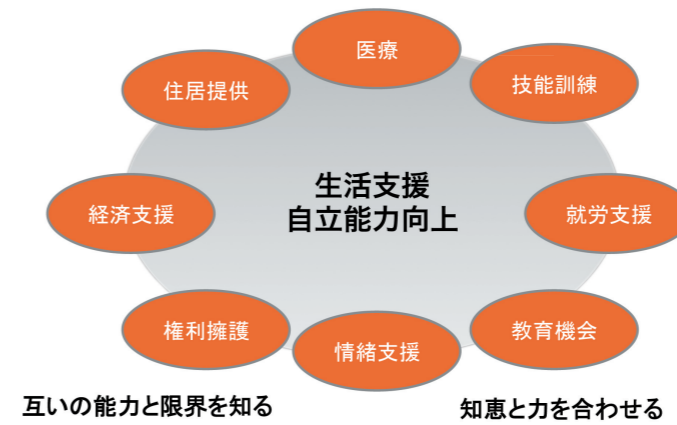 医療
住居提供
技能訓練
生活支援
自立能力向上
経済支援
就労支援
権利擁護
情緒支援
教育機会
互いの能力と限界を知る
知恵と力を合わせる